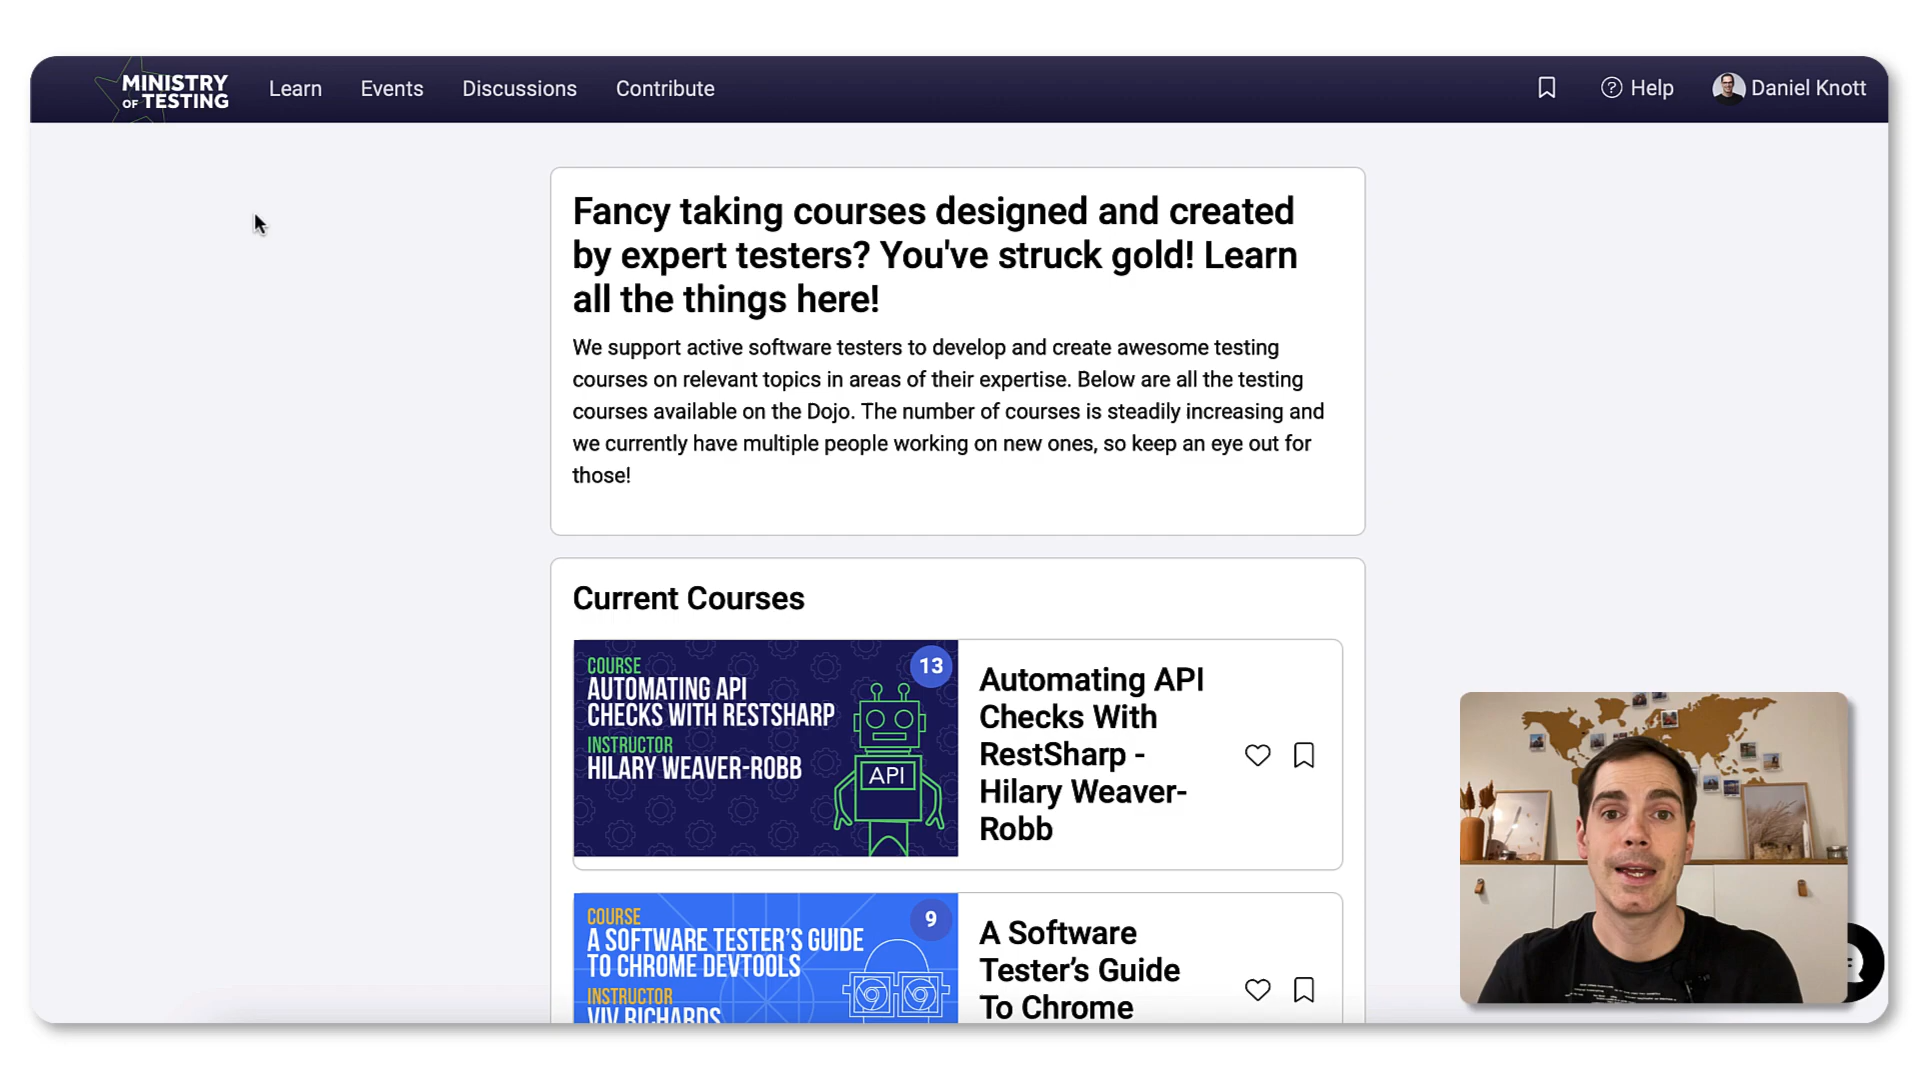 MINISTRY
OF TESTING
Learn
Events
Discussions
Contribute
Help
Daniel Knott
Fancy taking courses designed and created
by expert testers? You've struck gold! Learn
all the things here!
We support active software testers to develop and create awesome testing
courses on relevant topics in areas of their expertise. Below are all the testing
courses available on the Dojo. The number of courses is steadily increasing and
we currently have multiple people working on new ones, so keep an eye out for
those!
Current Courses
COURSE
AUTOMATING API
CHECKS WITH RESTSHARP
INSTRUCTOR
HILARY WEAVER-ROBB
API
13
Automating API
Checks With
RestSharp -
Hilary Weaver-
Robb
COURSE
A SOFTWARE TESTER'S GUIDE
TO CHROME DEVTOOLS
INSTRUCTOR
VIV RICHARDS
9
A Software
Tester's Guide
To Chrome